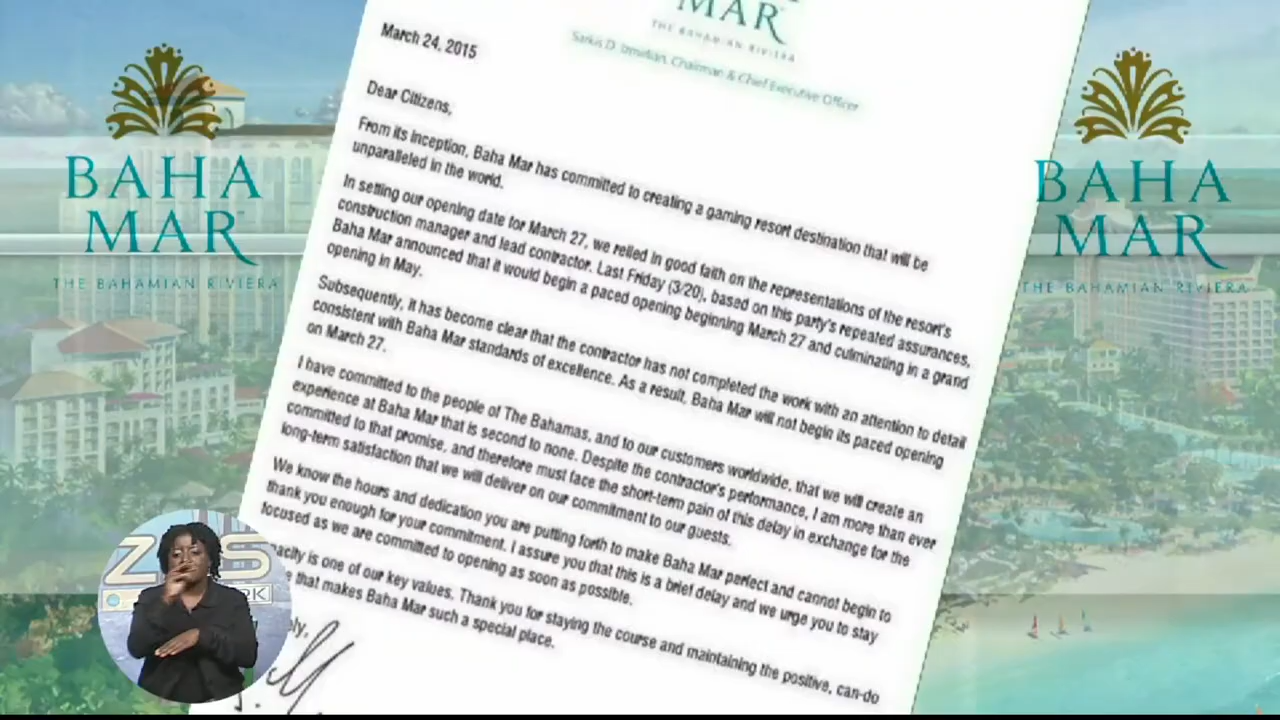 MAR
THE BAHAMIAN RIVIERA
Sarkis D. Izmirlian, Chairman & Chief Executive Officer
March 24, 2015
Dear Citizens,
From its inception, Baha Mar has committed to creating a gaming resort destination that will be
unparalleled in the world.
In setting our opening date for March 27, we relied in good faith on the representations of the resort's
construction manager and lead contractor. Last Friday (3/20), based on this party's repeated assurances,
Baha Mar announced that it would begin a paced opening beginning March 27 and culminating in a grand
opening in May.
Subsequently, it has become clear that the contractor has not completed the work with an attention to detail
consistent with Baha Mar standards of excellence. As a result, Baha Mar will not begin its paced opening
on March 27.
I have committed to the people of The Bahamas, and to our customers worldwide, that we will create an
experience at Baha Mar that is second to none. Despite the contractor's performance, I am more than ever
committed to that promise, and therefore must face the short-term pain of this delay in exchange for the
long-term satisfaction that we will deliver on our commitment to our guests.
We know the hours and dedication you are putting forth to make Baha Mar perfect and cannot begin to
thank you enough for your commitment. I assure you that this is a brief delay and we urge you to stay
focused as we are committed to opening as soon as possible.
acity is one of our key values. Thank you for staying the course and maintaining the positive, can-do
e that makes Baha Mar such a special place.
ely,
BAHA
MAR
THE BAHAMIAN RIVIERA
BAHA
MAR
THE BAHAMIAN RIVIERA
ZNS
RK